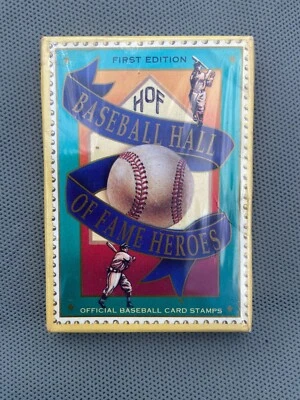 FIRST EDITION
HOF
BASEBALL HALL
OF FAME HEROES
OFFICIAL BASEBALL CARD STAMPS